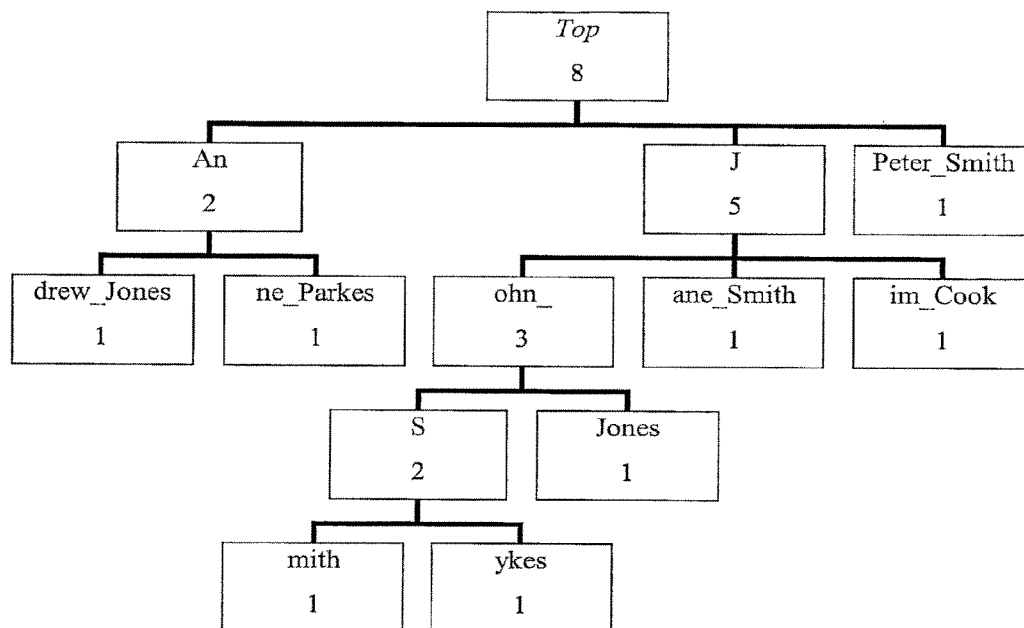 Top
8
An
2
J
5
Peter_Smith
1
drew_Jones
1
ne_Parkes
1
ohn_
3
ane_Smith
1
im_Cook
1
S
2
Jones
1
mith
1
ykes
1